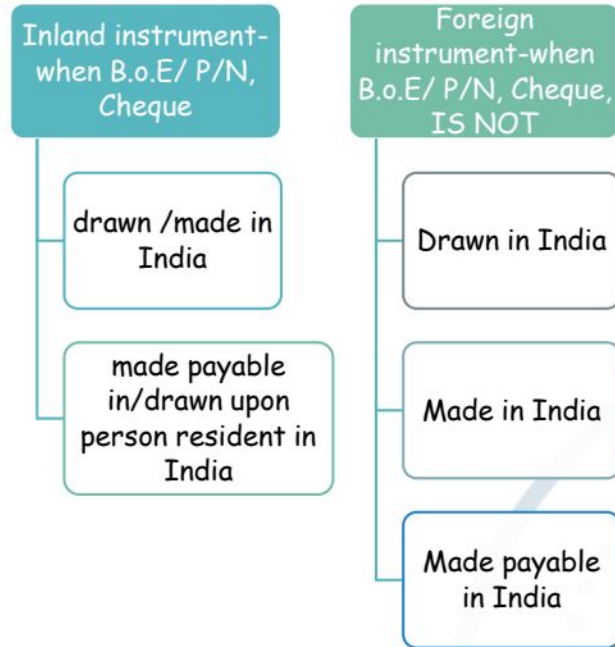 Inland instrument-
when B.o.E/ P/N,
Cheque
drawn /made in
India
made payable
in/drawn upon
person resident in
India
Foreign
instrument-when
B.o.E/ P/N, Cheque,
IS NOT
Drawn in India
Made in India
Made payable
in India